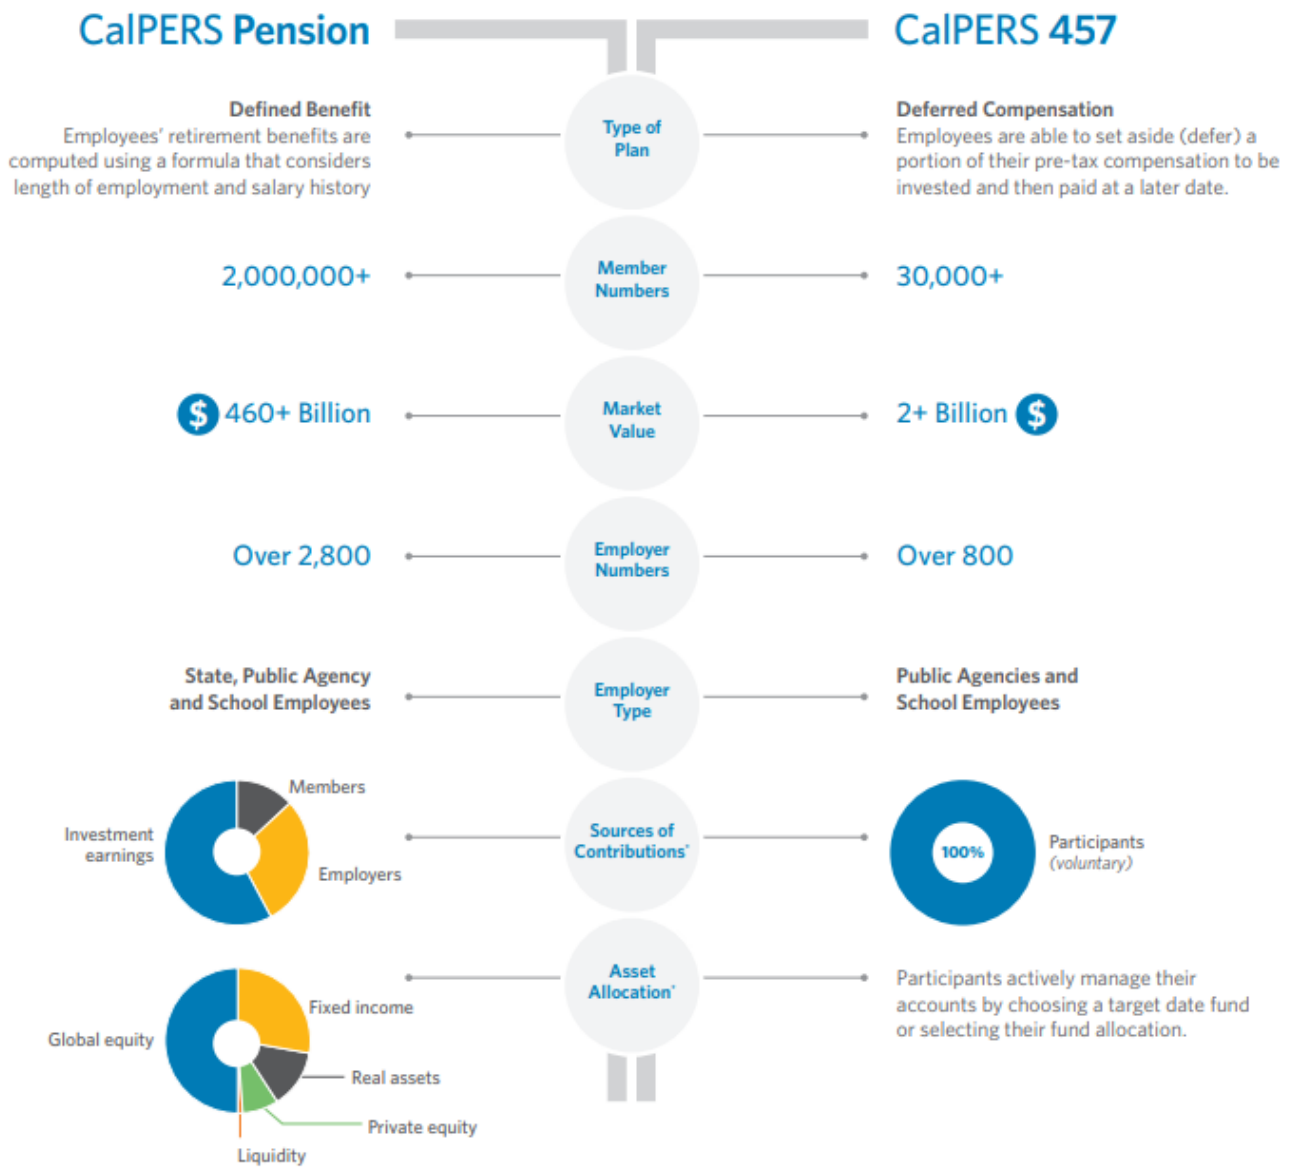 CalPERS Pension
CalPERS 457
Defined Benefit
Employees' retirement benefits are
computed using a formula that considers
length of employment and salary history
Type of
Plan
Deferred Compensation
Employees are able to set aside (defer) a
portion of their pre-tax compensation to be
invested and then paid at a later date.
2,000,000+
Member
Numbers
30,000+
$ 460+ Billion
Market
Value
2+ Billion $
Over 2,800
Employer
Numbers
Over 800
State, Public Agency
and School Employees
Employer
Type
Public Agencies and
School Employees
Members
Investment
earnings
Employers
Sources of
Contributions*
100%
Participants
(voluntary)
Fixed income
Global equity
Real assets
Private equity
Liquidity
Asset
Allocation*
Participants actively manage their
accounts by choosing a target date fund
or selecting their fund allocation.